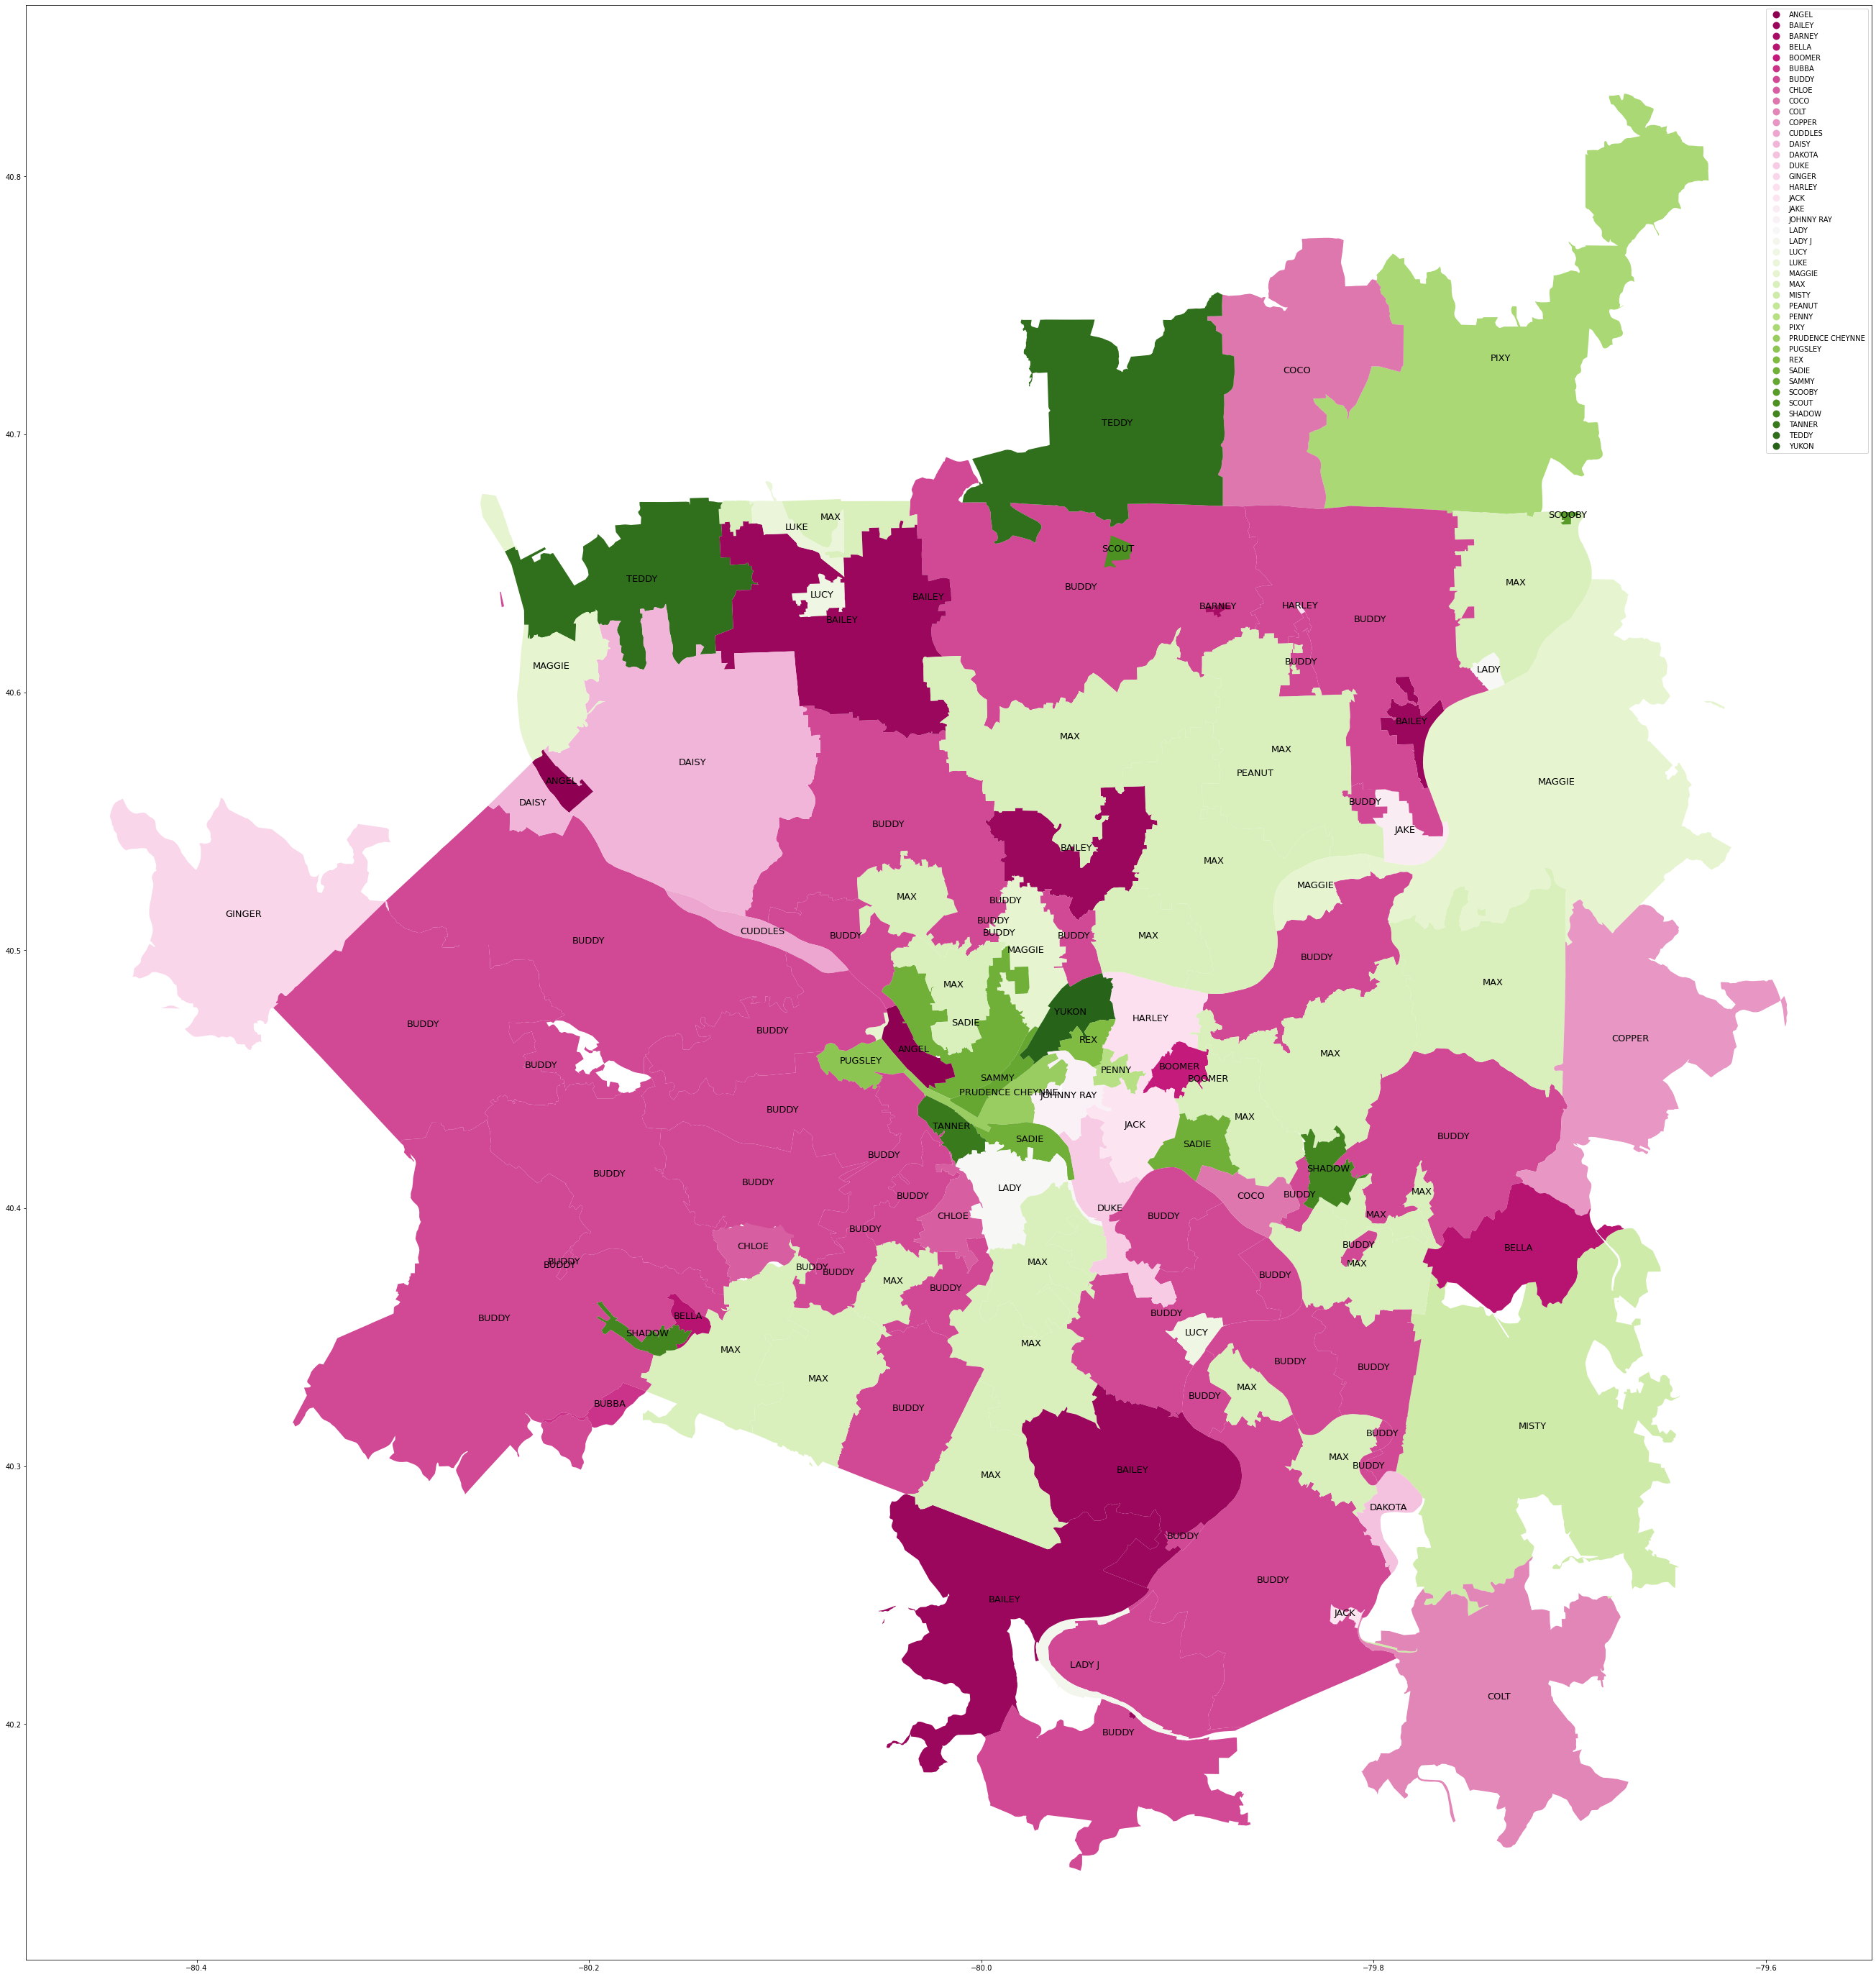 ANGEL
BAILEY
BARNEY
BELLA
BOOMER
BUBBA
BUDDY
CHLOE
COCO
COLT
COPPER
CUDDLES
DAISY
DAKOTA
DUKE
GINGER
HARLEY
JACK
JAKE
JOHNNY RAY
LADY
LADY J
LUCY
LUKE
MAGGIE
MAX
MISTY
PEANUT
PENNY
PIXY
PRUDENCE CHEYNNE
PUGSLEY
REX
SADIE
SAMMY
SCOOBY
SCOUT
SHADOW
TANNER
TEDDY
YUKON
40.8
PIXY
COCO
TEDDY
40.7
SCOOBY
MAX
LUKE
SCOUT
TEDDY
MAX
BUDDY
LUCY
BAILEY
BARNEY
HARLEY
BAILEY
BUDDY
MAGGIE
BUDDY
LADY
40.6
BAILEY
MAX
MAX
DAISY
PEANUT
ANGEL
MAGGIE
DAISY
BUDDY
BUDDY
JAKE
BAILEY
MAX
MAGGIE
MAX
BUDDY
GINGER
BUDDY
CUDDLES
BUDDY
BUDDY
BUDDY
MAX
BUDDY
MAGGIE
40.5
BUDDY
MAX
MAX
YUKON
HARLEY
SADIE
BUDDY
BUDDY
REX
COPPER
ANGEL
MAX
PUGSLEY
BUDDY
BOOMER
PENNY
SAMMY
BOOMER
PRUDENCE CHEYNNE
JOHNNY RAY
BUDDY
MAX
TANNER
JACK
SADIE
BUDDY
SADIE
BUDDY
SHADOW
BUDDY
BUDDY
LADY
BUDDY
COCO
BUDDY
MAX
40.4
DUKE
CHLOE
BUDDY
MAX
BUDDY
CHLOE
BUDDY
BELLA
BUDDY
BUDDY
MAX
MAX
BUDDY
BUDDY
BUDDY
MAX
BUDDY
BUDDY
BELLA
BUDDY
SHADOW
LUCY
MAX
MAX
BUDDY
BUDDY
MAX
MAX
BUDDY
BUBBA
BUDDY
MISTY
BUDDY
MAX
BUDDY
40.3
BAILEY
MAX
DAKOTA
BUDDY
BUDDY
BAILEY
JACK
LADY J
COLT
40.2
BUDDY
−80.4
−80.2
−80.0
−79.8
−79.6